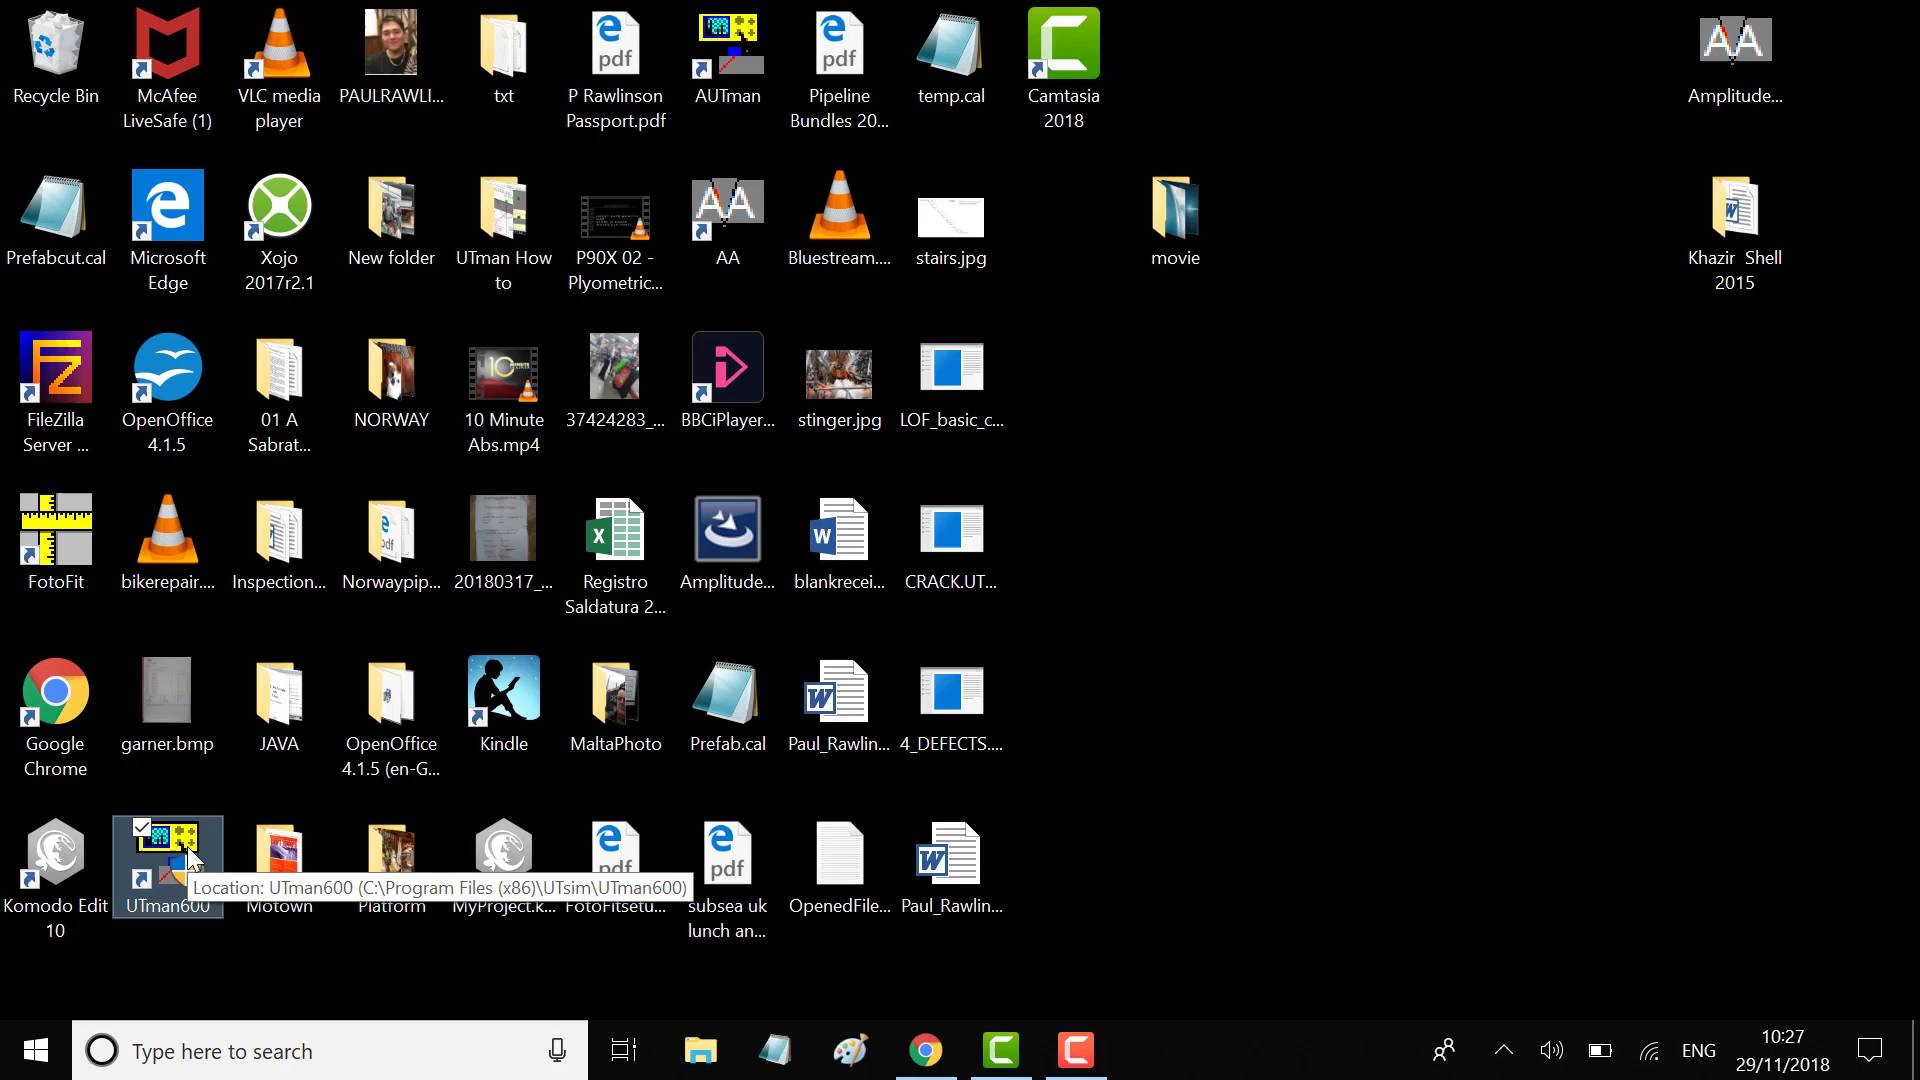 Recycle Bin
McAfee
LiveSafe (1)
VLC media
player
PAULRAWLI...
txt
P Rawlinson
Passport.pdf
AUTman
Pipeline
Bundles 20...
temp.cal
Camtasia
2018
Amplitude...
Prefabcut.cal
Microsoft
Edge
Xojo
2017r2.1
New folder
UTman How
to
P90X 02 -
Plyometric...
AA
Bluestream....
stairs.jpg
movie
Khazir Shell
2015
FileZilla
Server ...
OpenOffice
4.1.5
01 A
Sabrat...
NORWAY
10 Minute
Abs.mp4
37424283_...
BBCiPlayer...
stinger.jpg
LOF_basic_c...
FotoFit
bikerepair....
Inspection...
Norwaypip...
20180317_...
Registro
Saldatura 2...
Amplitude...
blankrecei...
CRACK.UT...
Google
Chrome
garner.bmp
JAVA
OpenOffice
4.1.5 (en-G...
Kindle
MaltaPhoto
Prefab.cal
Paul_Rawlin...
4_DEFECTS....
Location: UTman600 (C:\Program Files (x86)\UTsim\UTman600)
Komodo Edit
10
UTman600
Motown
Platform
MyProject.k...
FotoFitsetu...
subsea uk
lunch an...
OpenedFile...
Paul_Rawlin...
Type here to search
ENG
10:27
29/11/2018